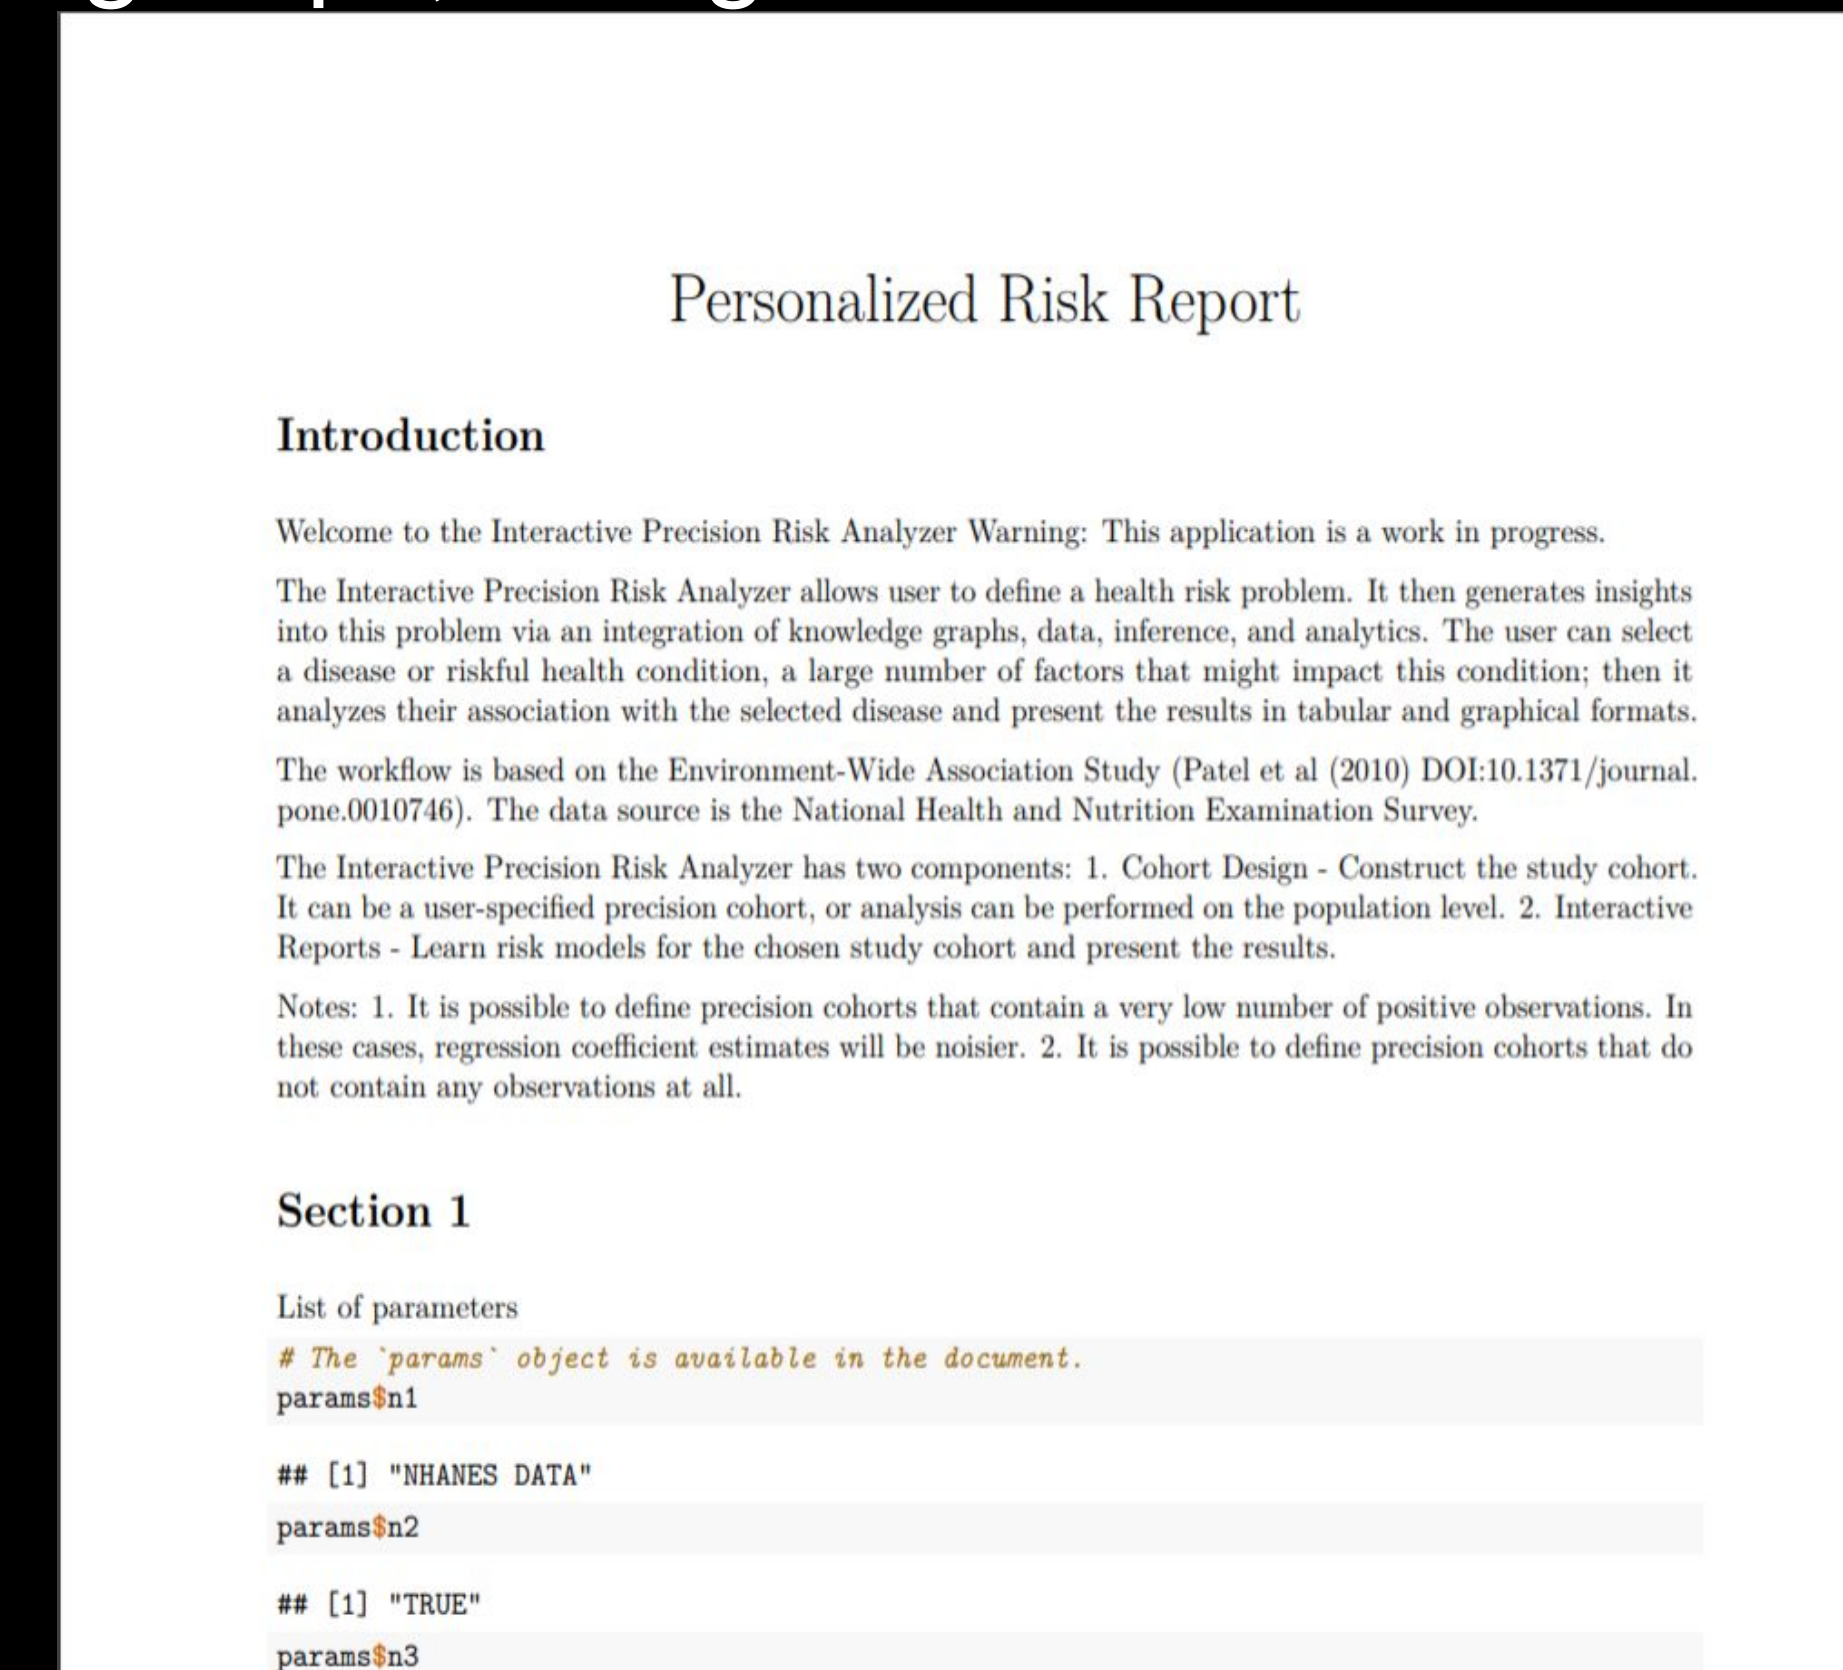 Personalized Risk Report
Introduction
Welcome to the Interactive Precision Risk Analyzer Warning: This application is a work in progress.
The Interactive Precision Risk Analyzer allows user to define a health risk problem. It then generates insights
into this problem via an integration of knowledge graphs, data, inference, and analytics. The user can select
a disease or riskful health condition, a large number of factors that might impact this condition; then it
analyzes their association with the selected disease and present the results in tabular and graphical formats.
The workflow is based on the Environment-Wide Association Study (Patel et al (2010) DOI:10.1371/journal.
pone.0010746). The data source is the National Health and Nutrition Examination Survey.
The Interactive Precision Risk Analyzer has two components: 1. Cohort Design - Construct the study cohort.
It can be a user-specified precision cohort, or analysis can be performed on the population level. 2. Interactive
Reports - Learn risk models for the chosen study cohort and present the results.
Notes: 1. It is possible to define precision cohorts that contain a very low number of positive observations. In
these cases, regression coefficient estimates will be noisier. 2. It is possible to define precision cohorts that do
not contain any observations at all.
Section 1
List of parameters
# The `params` object is available in the document.
params$n1
## [1] "NHANES DATA"
params$n2
## [1] "TRUE"
params$n3